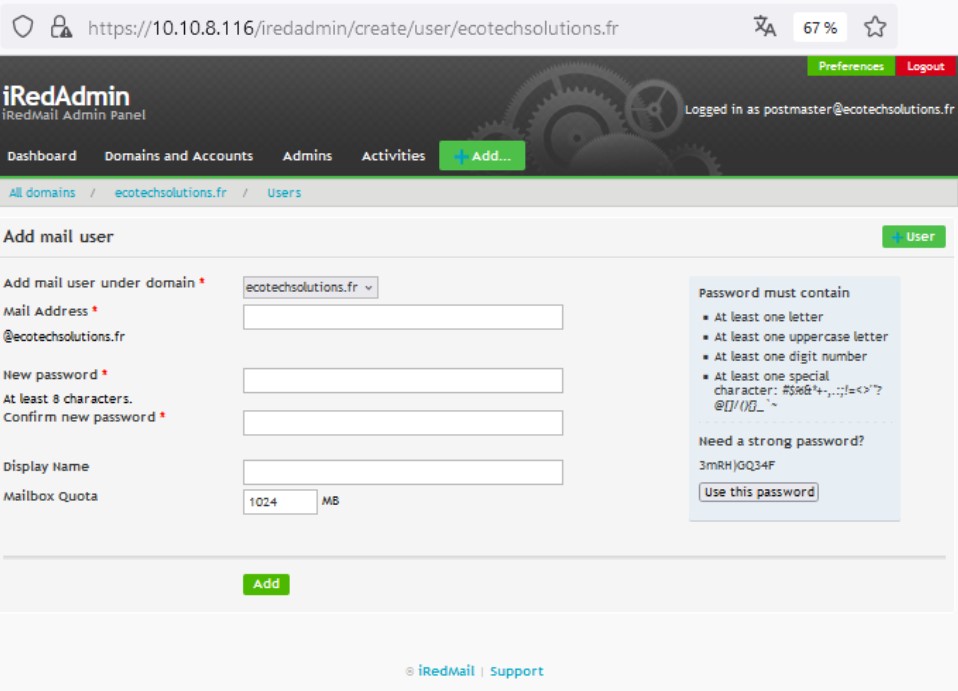 https://10.10.8.116/iredadmin/create/user/ecotechsolutions.fr 67 %
Preferences Logout
iRedAdmin
iRedMail Admin Panel
Logged in as postmaster@ecotechsolutions.fr
Dashboard Domains and Accounts Admins Activities + Add...
All domains / ecotechsolutions.fr / Users
Add mail user + User
Add mail user under domain * ecotechsolutions.fr
Mail Address *
@ecotechsolutions.fr
New password *
At least 8 characters.
Confirm new password *
Display Name
Mailbox Quota 1024 MB
Password must contain
At least one letter
At least one uppercase letter
At least one digit number
At least one special
character:
Need a strong password?
3mRH)GQ34F
Use this password
Add
© iRedMail | Support